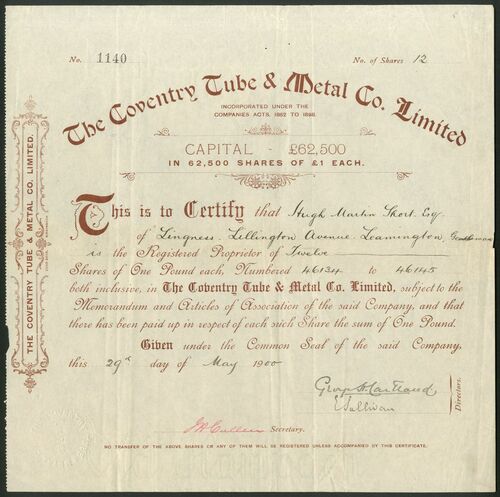 No. 1140 No. of Shares 12
The Coventry Tube & Metal Co. Limited
INCORPORATED UNDER THE
COMPANIES ACTS, 1862 TO 1898.
CAPITAL - £62,500
IN 62,500 SHARES OF £1 EACH.
This is to Certify that Hugh Martin Short Esq
of Lingness. Lillington Avenue. Leamington, Gentleman
is the Registered Proprietor of Twelve
Shares of One Pound each, Numbered 46134 to 46145
both inclusive, in The Coventry Tube & Metal Co. Limited, subject to the
Memorandum and Articles of Association of the said Company, and that
there has been paid up in respect of each such Share the sum of One Pound.
Given under the Common Seal of the said Company,
this 29th day of May 1900
E Sullivan
Directors.
Secretary.
NO TRANSFER OF THE ABOVE SHARES OR ANY OF THEM WILL BE REGISTERED UNLESS ACCOMPANIED BY THIS CERTIFICATE.
THE COVENTRY TUBE & METAL CO. LIMITED.